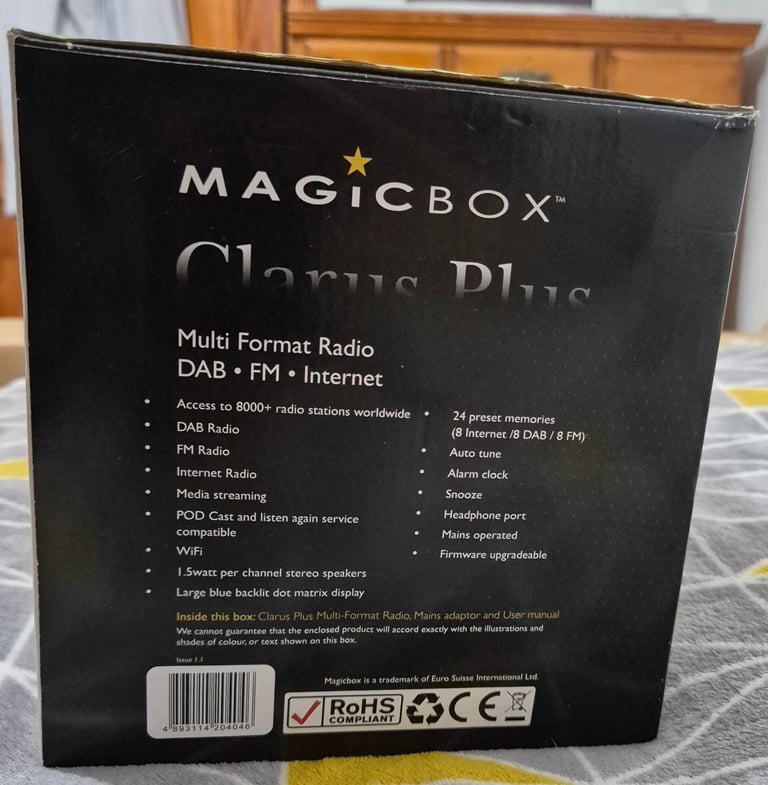 MAGICBOX™
Clarus Plus
Multi Format Radio
DAB • FM • Internet
• Access to 8000+ radio stations worldwide
• DAB Radio
• FM Radio
• Internet Radio
• Media streaming
• POD Cast and listen again service
compatible
• WiFi
• 1.5watt per channel stereo speakers
• Large blue backlit dot matrix display
• 24 preset memories
(8 Internet /8 DAB / 8 FM)
• Auto tune
• Alarm clock
• Snooze
• Headphone port
• Mains operated
• Firmware upgradeable
Inside this box: Clarus Plus Multi-Format Radio, Mains adaptor and User manual
We cannot guarantee that the enclosed product will accord exactly with the illustrations and
shades of colour, or text shown on this box.
Issue 1.1
Magicbox is a trademark of Euro Suisse International Ltd.
4 893114 204046
RoHS
COMPLIANT
CE